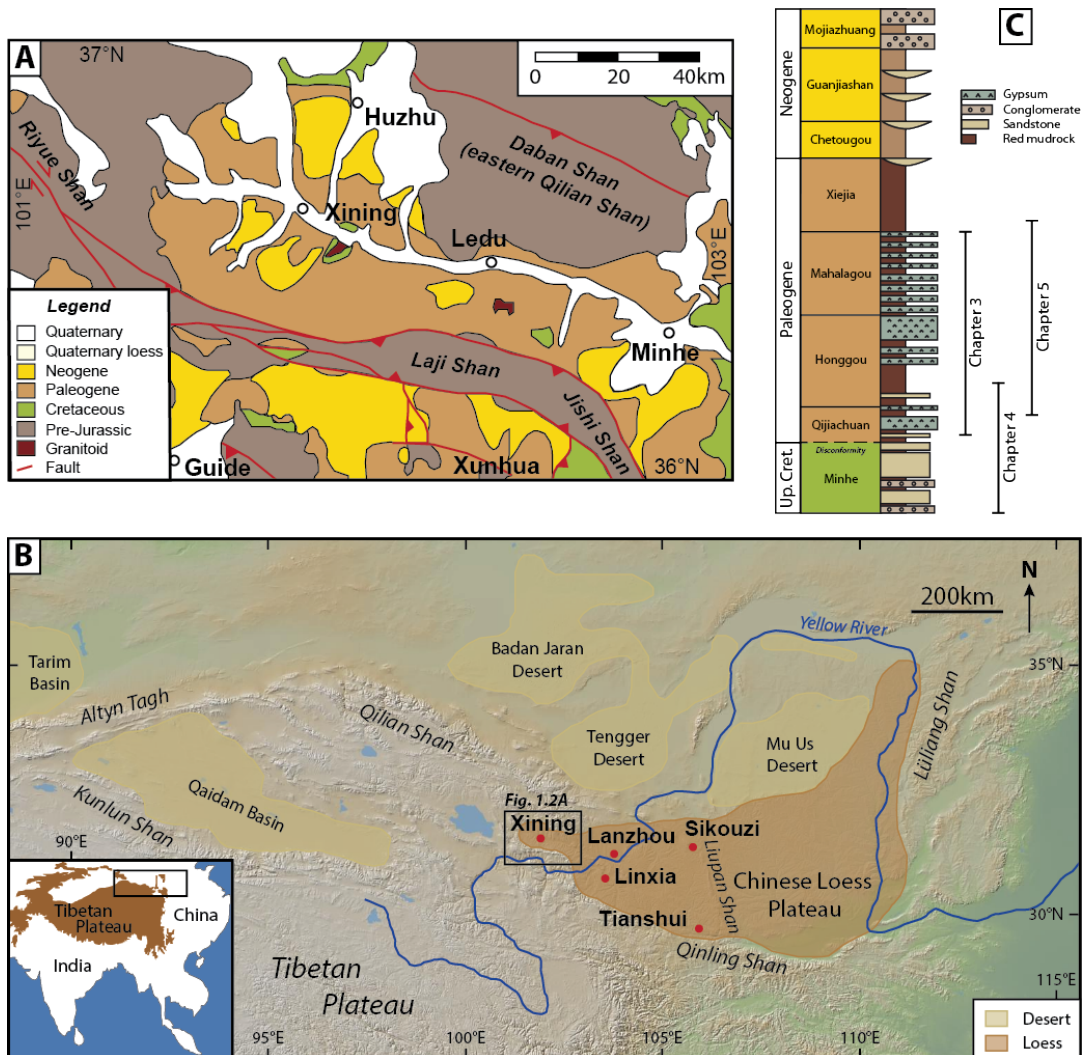 A
37°N
0 20 40km
Huzhu
Riyue Shan
101°E
Daban Shan
(eastern Qilian Shan)
Xining
Ledu
103°E
Minhe
Laji Shan
Jishi Shan
Guide
Xunhua
36°N
Legend
Quaternary
Quaternary loess
Neogene
Paleogene
Cretaceous
Pre-Jurassic
Granitoid
Fault
C
Neogene
Paleogene
Up. Cret.
Mojiazhuang
Guanjiashan
Chetougou
Xiejia
Mahalagou
Honggou
Qijiachuan
Disconformity
Minhe
Gypsum
Conglomerate
Sandstone
Red mudrock
Chapter 3
Chapter 5
Chapter 4
B
N
200km
Yellow River
Badan Jaran
Desert
Tarim
Basin
35°N
Altyn Tagh
Qilian Shan
Lüliang Shan
Tengger
Desert
Mu Us
Desert
Qaidam Basin
Kunlun Shan
Fig. 1.2A
Xining
Lanzhou
Sikouzi
90°E
Linxia
Liupan Shan
Chinese Loess
Plateau
Tianshui
30°N
Qinling Shan
Tibetan
Plateau
China
India
Tibetan
Plateau
115°E
95°E
100°E
105°E
110°E
Desert
Loess